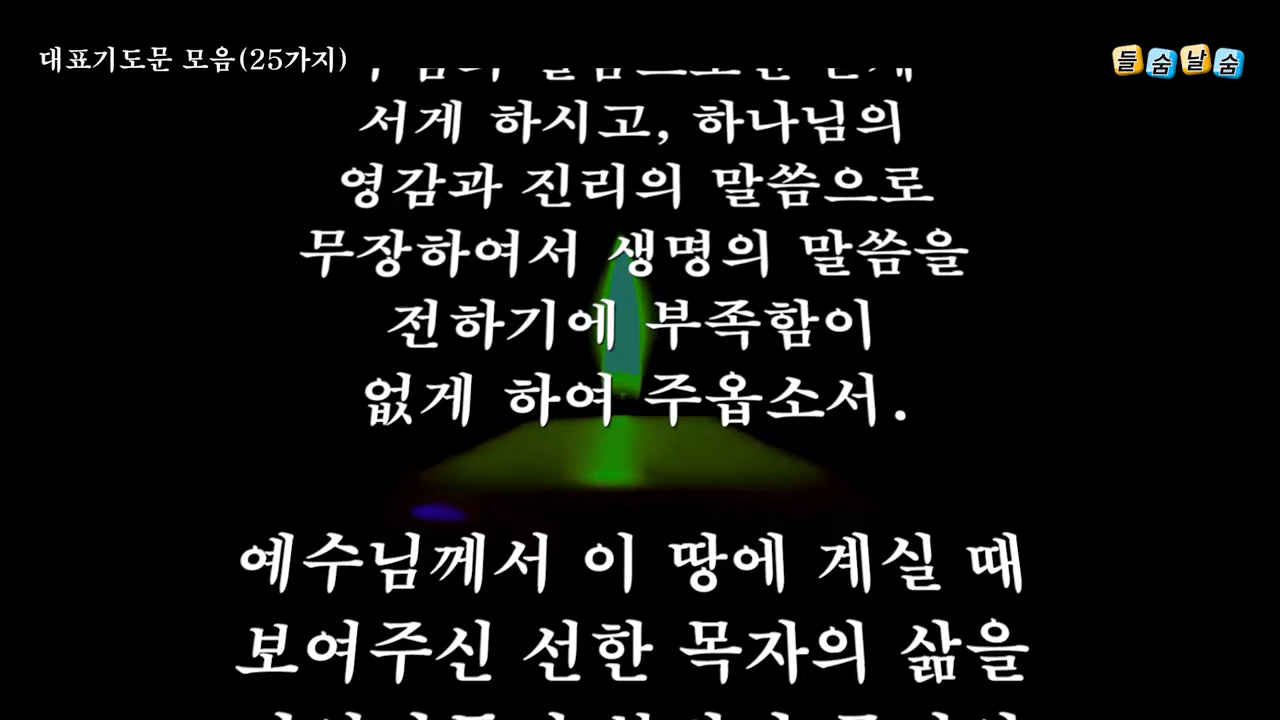 대표기도문 모음(25가지)
들숨날숨
서게 하시고, 하나님의
영감과 진리의 말씀으로
무장하여서 생명의 말씀을
전하기에 부족함이
없게 하여 주옵소서.
예수님께서 이 땅에 계실 때
보여주신 선한 목자의 삶을